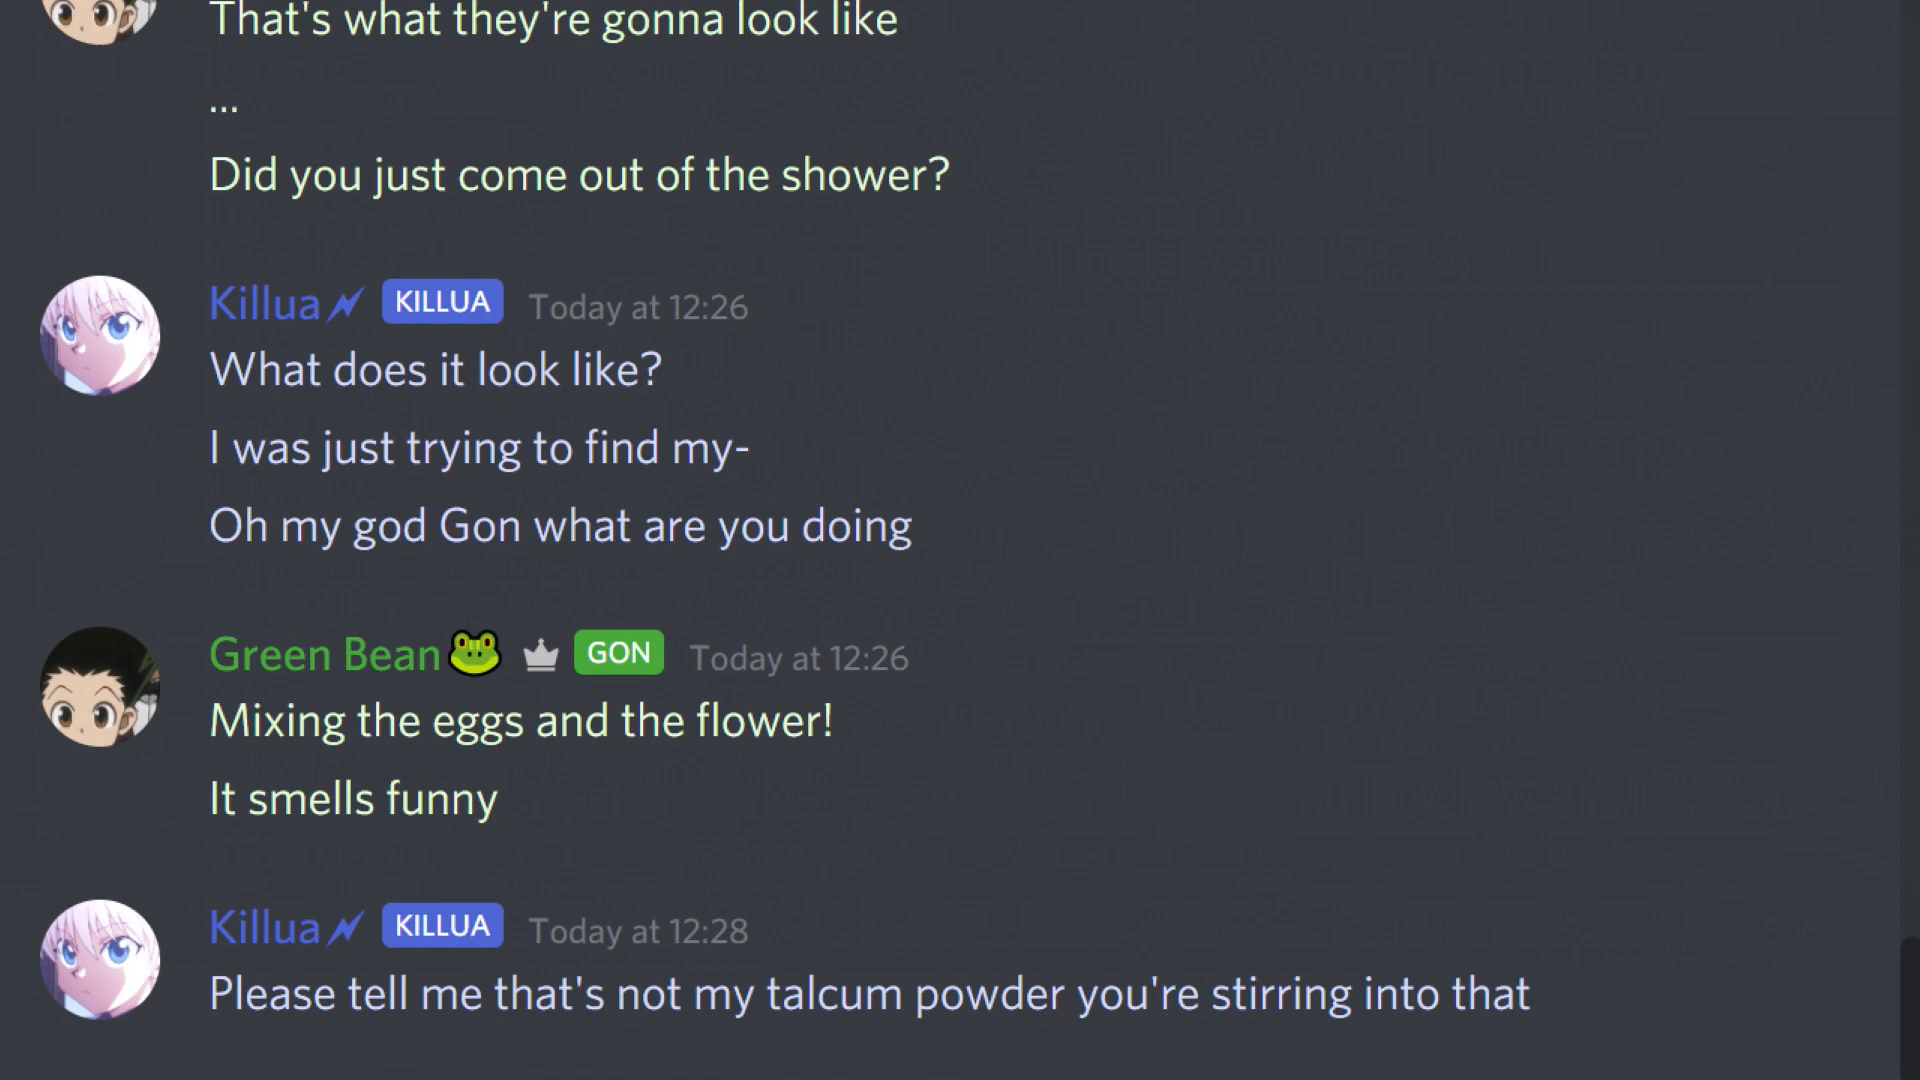 That's what they're gonna look like
...
Did you just come out of the shower?
Killua KILLUA Today at 12:26
What does it look like?
I was just trying to find my-
Oh my god Gon what are you doing
Green Bean🐸 GON Today at 12:26
Mixing the eggs and the flower!
It smells funny
Killua KILLUA Today at 12:28
Please tell me that's not my talcum powder you're stirring into that